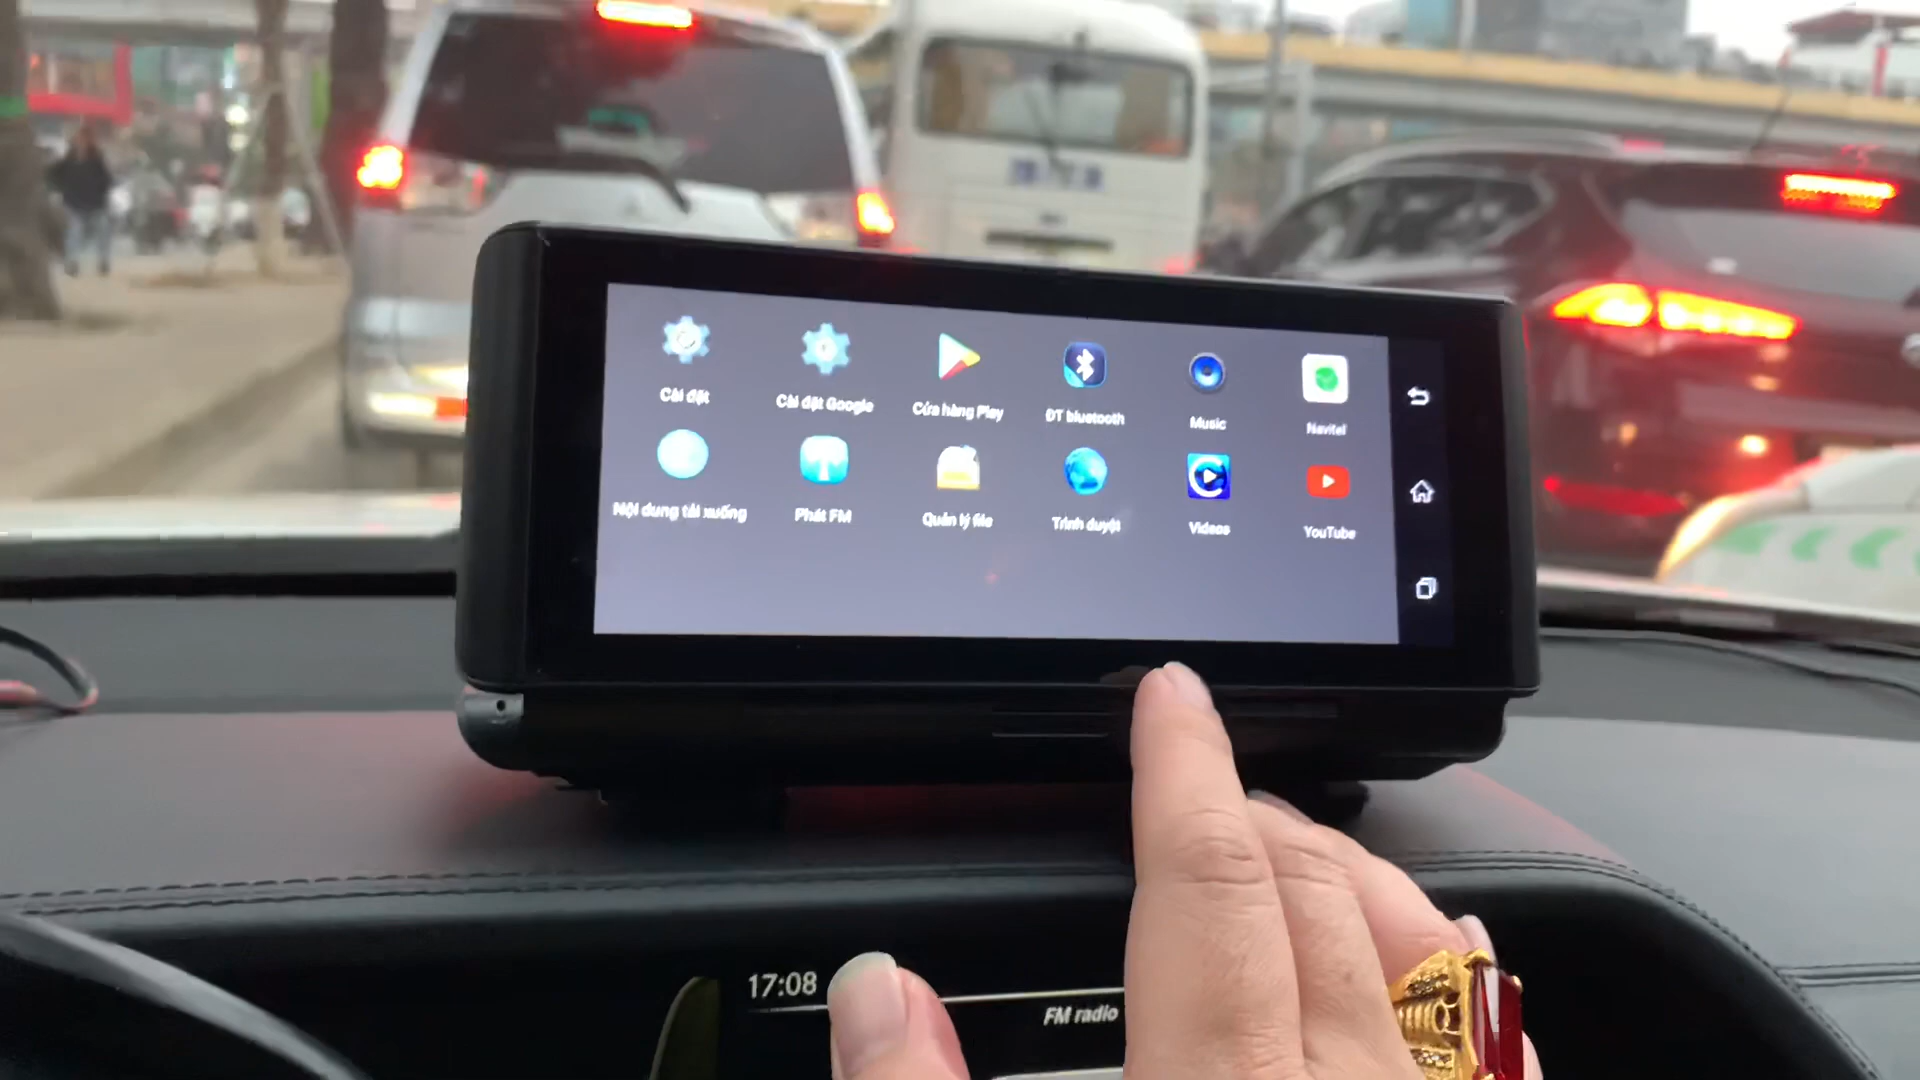 Cài đặt
Cài đặt Google
Cửa hàng Play
ĐT bluetooth
Music
Navitel
Nội dung tải xuống
Phát FM
Quản lý file
Trình duyệt
Videos
YouTube
17:08
FM radio